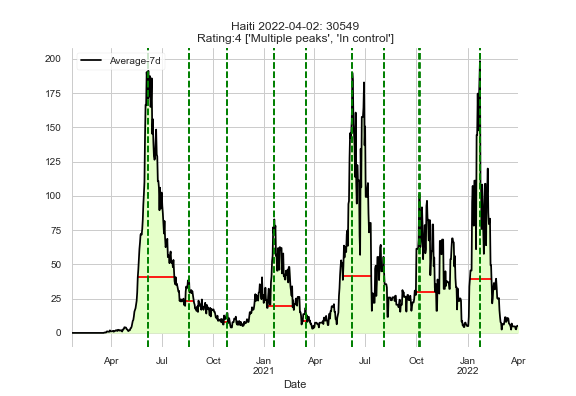 Haiti 2022-04-02: 30549
Rating:4 ['Multiple peaks', 'In control']
Average-7d
200
175
150
125
100
75
50
25
0
Apr Jul Oct Jan Apr Jul Oct Jan Apr
2021 2022
Date